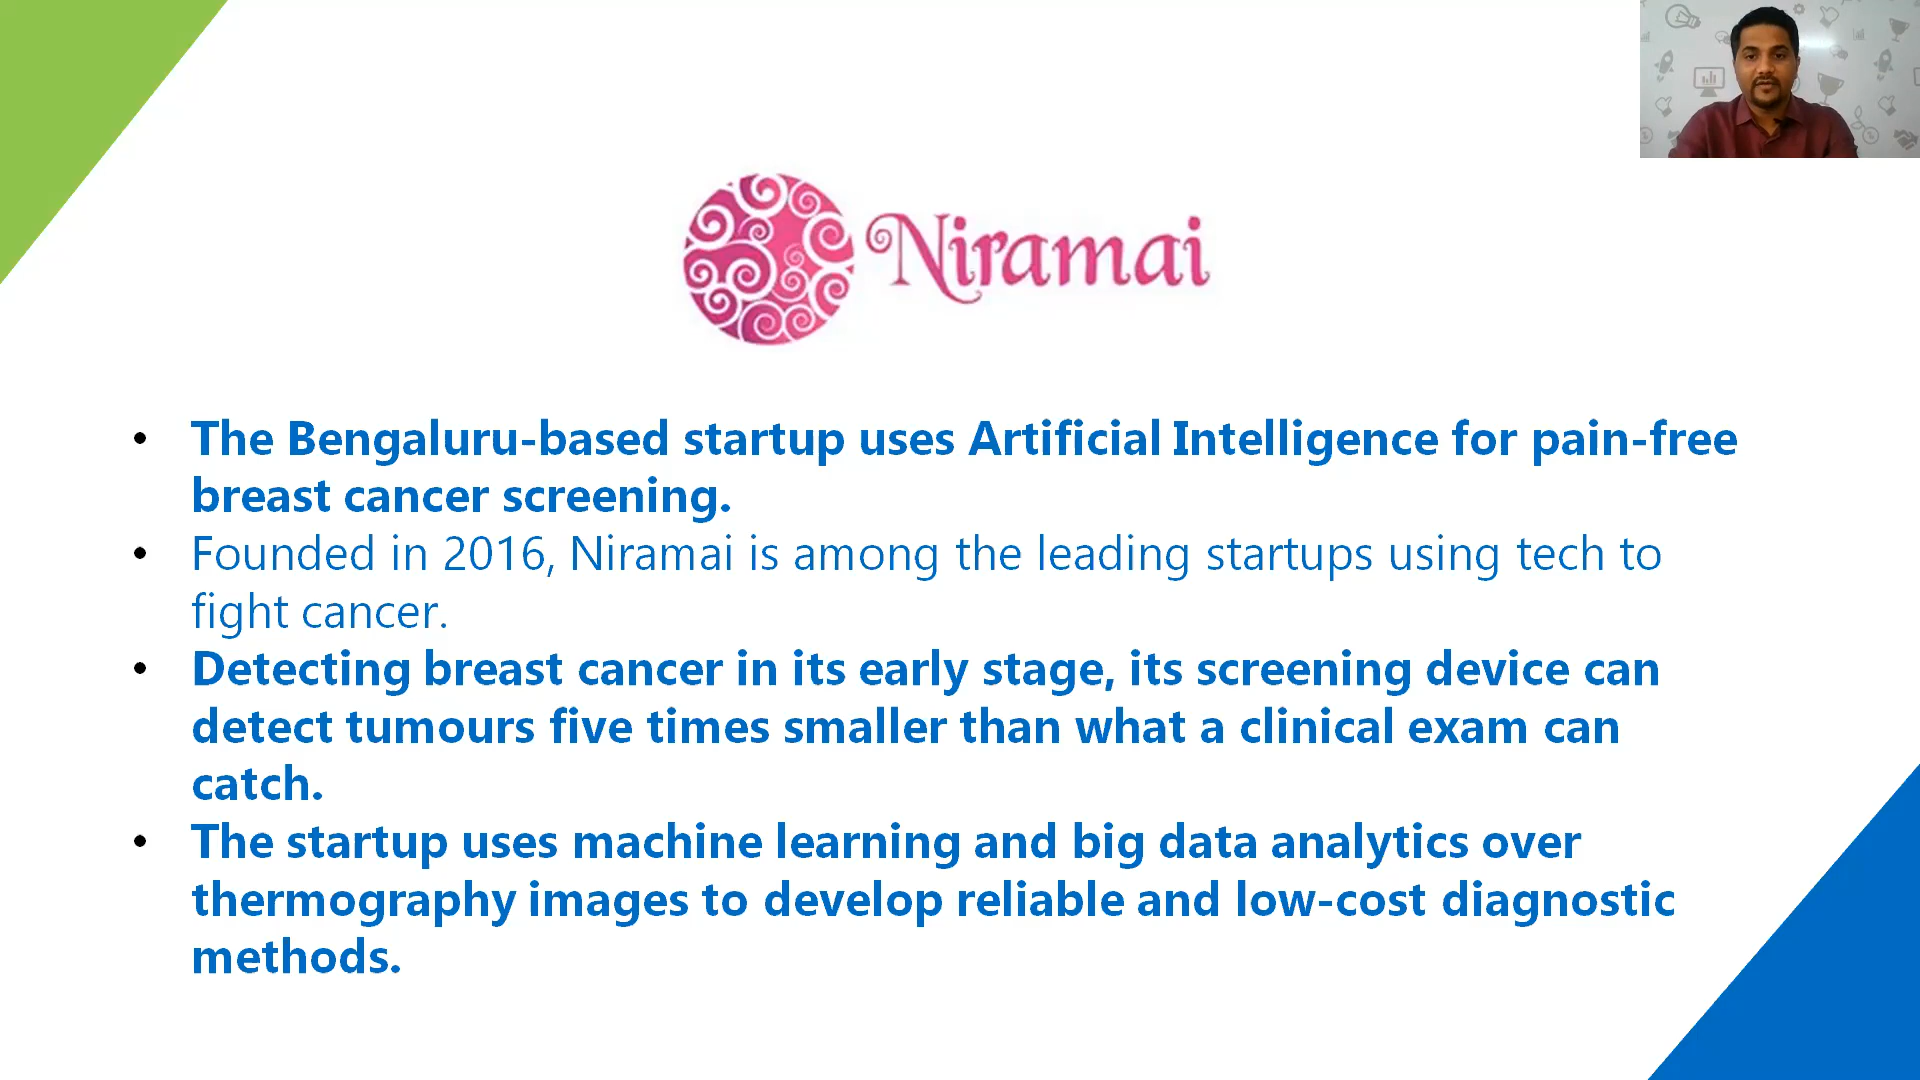 Niramai
• The Bengaluru-based startup uses Artificial Intelligence for pain-free
breast cancer screening.
• Founded in 2016, Niramai is among the leading startups using tech to
fight cancer.
• Detecting breast cancer in its early stage, its screening device can
detect tumours five times smaller than what a clinical exam can
catch.
• The startup uses machine learning and big data analytics over
thermography images to develop reliable and low-cost diagnostic
methods.